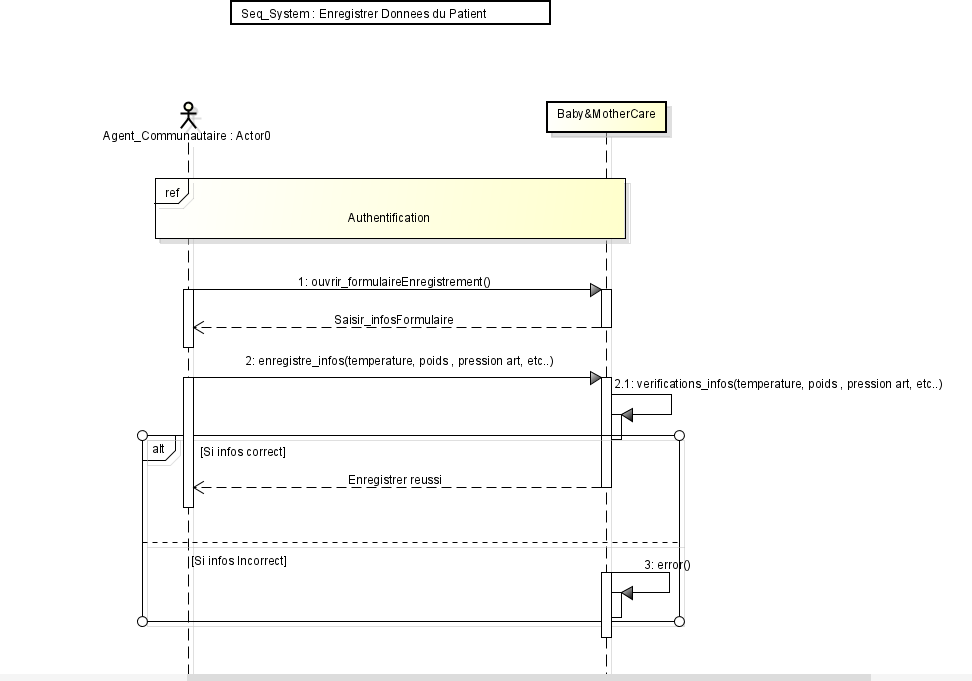 Seq_System : Enregistrer Donnees du Patient
Baby&MotherCare
Agent_Communautaire : Actor0
ref
Authentification
1: ouvrir_formulaireEnregistrement()
Saisir_infosFormulaire
2: enregistre_infos(temperature, poids , pression art, etc..)
2.1: verifications_infos(temperature, poids , pression art, etc..)
alt
[Si infos correct]
Enregistrer reussi
[Si infos Incorrect]
3: error()